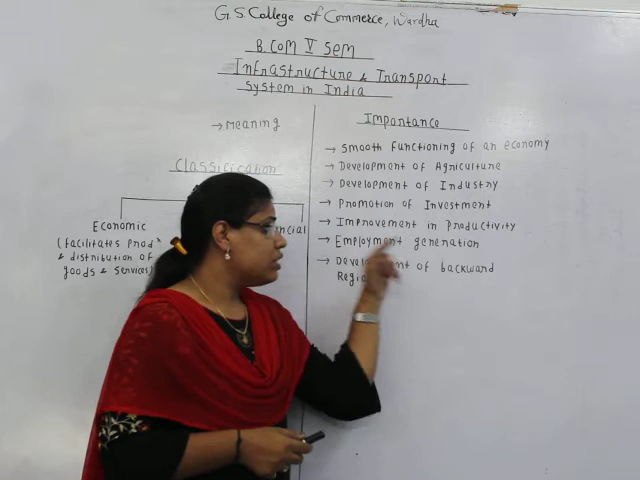 G.S College of Commerce, Wardha
B.COM V Sem
Infrastructure & Transport
System in India
→ Meaning
Classification
Economic
(facilitates Prodⁿ
& distribution of
goods & services)
Importance
→ Smooth functioning of an economy
→ Development of Agriculture
→ Development of Industry
→ Promotion of Investment
→ Improvement in Productivity
→ Employment generation
→ Development of backward